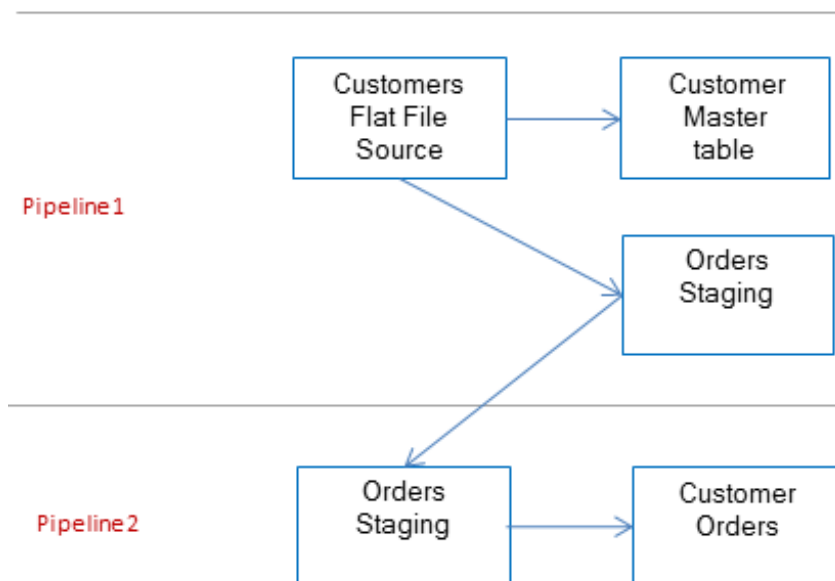 Customers
Flat File
Source
Customer
Master
table
Pipeline1
Orders
Staging
Orders
Staging
Customer
Orders
Pipeline2